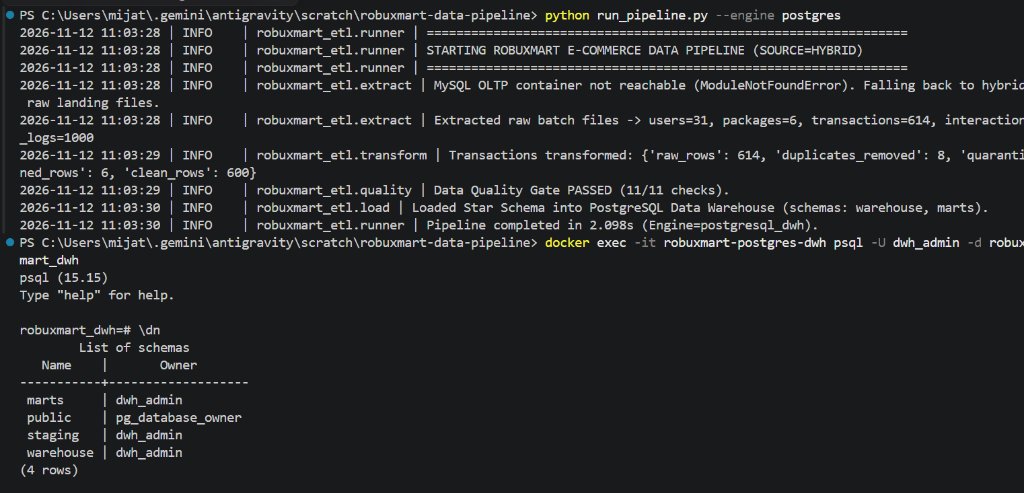 PS C:\Users\mijat\.gemini\antigravity\scratch\robuxmart-data-pipeline> python run_pipeline.py --engine postgres
2026-11-12 11:03:28 | INFO     | robuxmart_etl.runner | =================================================================
2026-11-12 11:03:28 | INFO     | robuxmart_etl.runner | STARTING ROBUXMART E-COMMERCE DATA PIPELINE (SOURCE=HYBRID)
2026-11-12 11:03:28 | INFO     | robuxmart_etl.runner | =================================================================
2026-11-12 11:03:28 | INFO     | robuxmart_etl.extract | MySQL OLTP container not reachable (ModuleNotFoundError). Falling back to hybrid
 raw landing files.
2026-11-12 11:03:28 | INFO     | robuxmart_etl.extract | Extracted raw batch files -> users=31, packages=6, transactions=614, interaction
_logs=1000
2026-11-12 11:03:29 | INFO     | robuxmart_etl.transform | Transactions transformed: {'raw_rows': 614, 'duplicates_removed': 8, 'quaranti
ned_rows': 6, 'clean_rows': 600}
2026-11-12 11:03:29 | INFO     | robuxmart_etl.quality | Data Quality Gate PASSED (11/11 checks).
2026-11-12 11:03:30 | INFO     | robuxmart_etl.load | Loaded Star Schema into PostgreSQL Data Warehouse (schemas: warehouse, marts).
2026-11-12 11:03:30 | INFO     | robuxmart_etl.runner | Pipeline completed in 2.098s (Engine=postgresql_dwh).
PS C:\Users\mijat\.gemini\antigravity\scratch\robuxmart-data-pipeline> docker exec -it robuxmart-postgres-dwh psql -U dwh_admin -d robux
mart_dwh
psql (15.15)
Type "help" for help.

robuxmart_dwh=# \dn
        List of schemas
   Name    |       Owner
-----------+-------------------
 marts     | dwh_admin
 public    | pg_database_owner
 staging   | dwh_admin
 warehouse | dwh_admin
(4 rows)